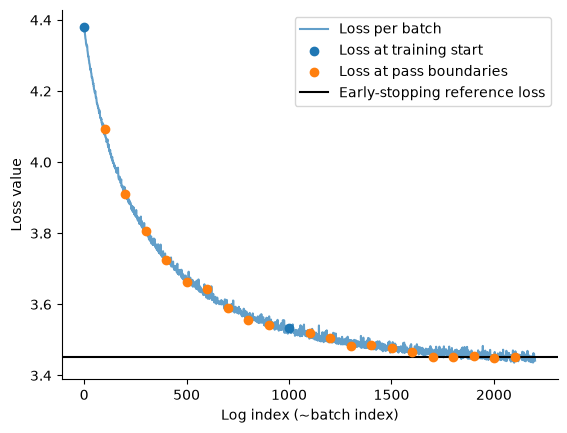 4.4
4.2
4.0
3.8
3.6
3.4
Loss value
Loss per batch
Loss at training start
Loss at pass boundaries
Early-stopping reference loss
0
500
1000
1500
2000
Log index (~batch index)